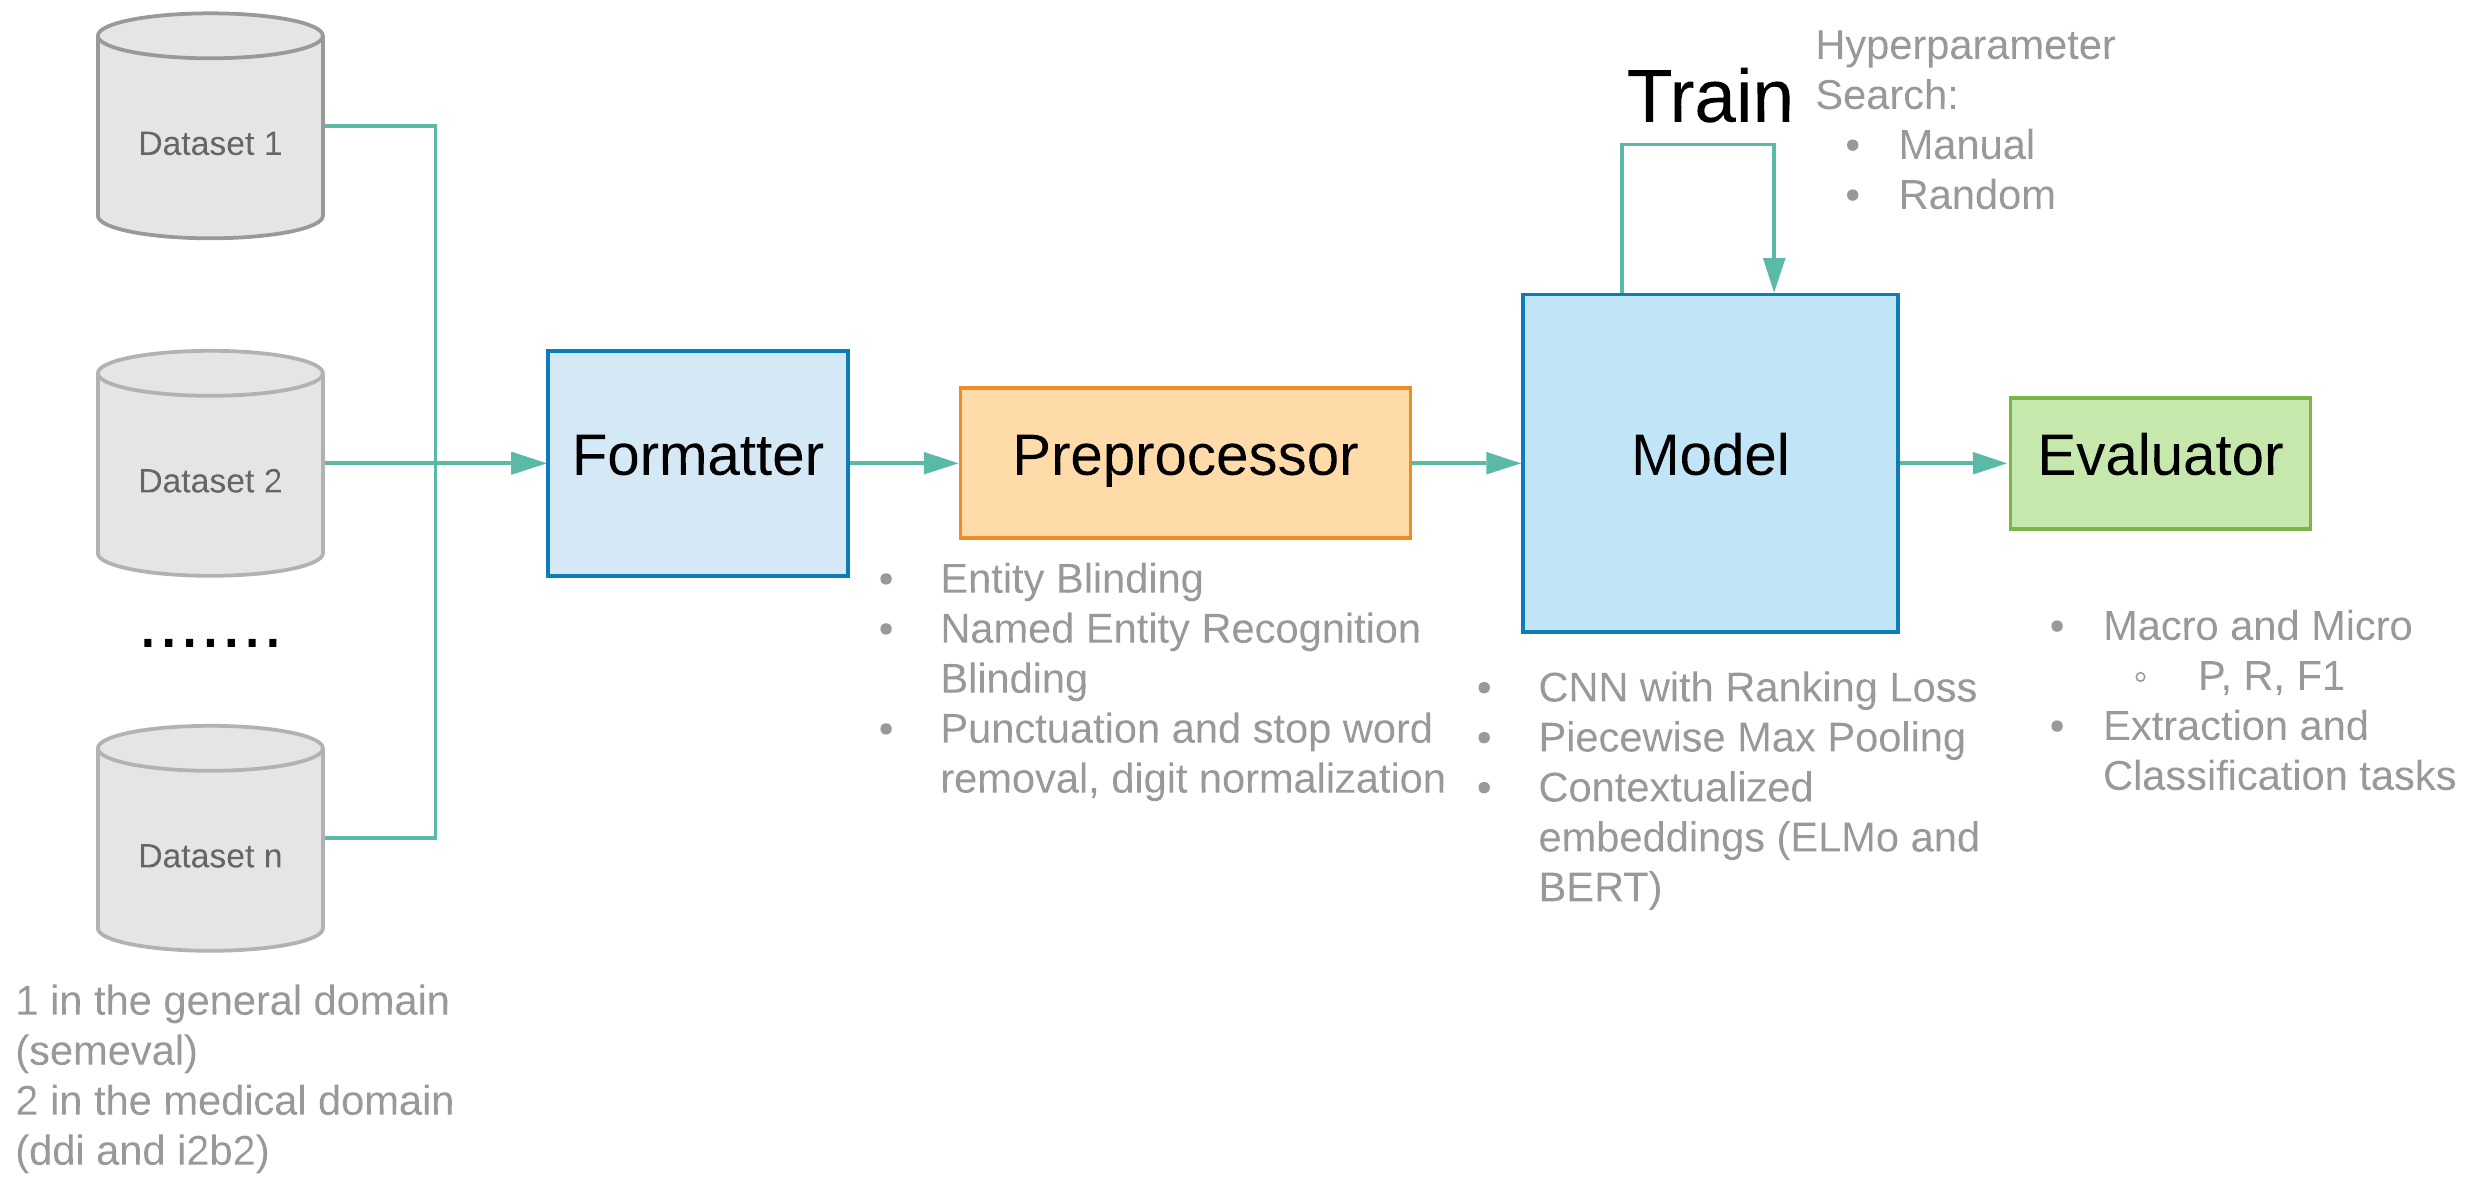 Dataset 1
Dataset 2
.......
Dataset n
1 in the general domain
(semeval)
2 in the medical domain
(ddi and i2b2)
Formatter
Preprocessor
• Entity Blinding
• Named Entity Recognition
Blinding
• Punctuation and stop word
removal, digit normalization
Train
Hyperparameter
Search:
• Manual
• Random
Model
• CNN with Ranking Loss
• Piecewise Max Pooling
• Contextualized
embeddings (ELMo and
BERT)
Evaluator
• Macro and Micro
◦ P, R, F1
• Extraction and
Classification tasks